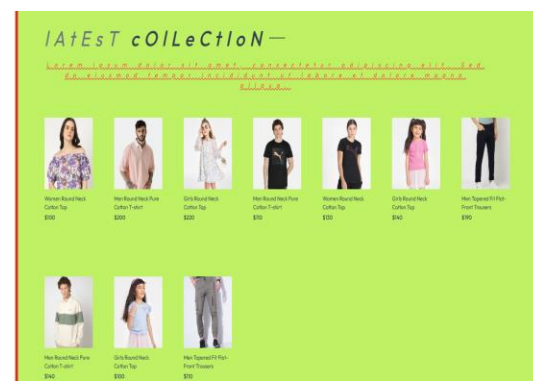 lAtEsT cOlLeCtIoN
Lorem ipsum dolor sit amet, consectetur adipiscing elit. Sed
do eiusmod tempor incididunt ut labore et dolore magna
aliqua.
Women Round Neck
Cotton Top
$100
Men Round Neck Pure
Cotton T-shirt
$200
Girls Round Neck
Cotton Top
$220
Men Round Neck Pure
Cotton T-shirt
$110
Women Round Neck
Cotton Top
$130
Girls Round Neck
Cotton Top
$140
Men Tapered Fit Flat-
Front Trousers
$190
Men Round Neck Pure
Cotton T-shirt
$140
Girls Round Neck
Cotton Top
$100
Men Tapered Fit Flat-
Front Trousers
$110